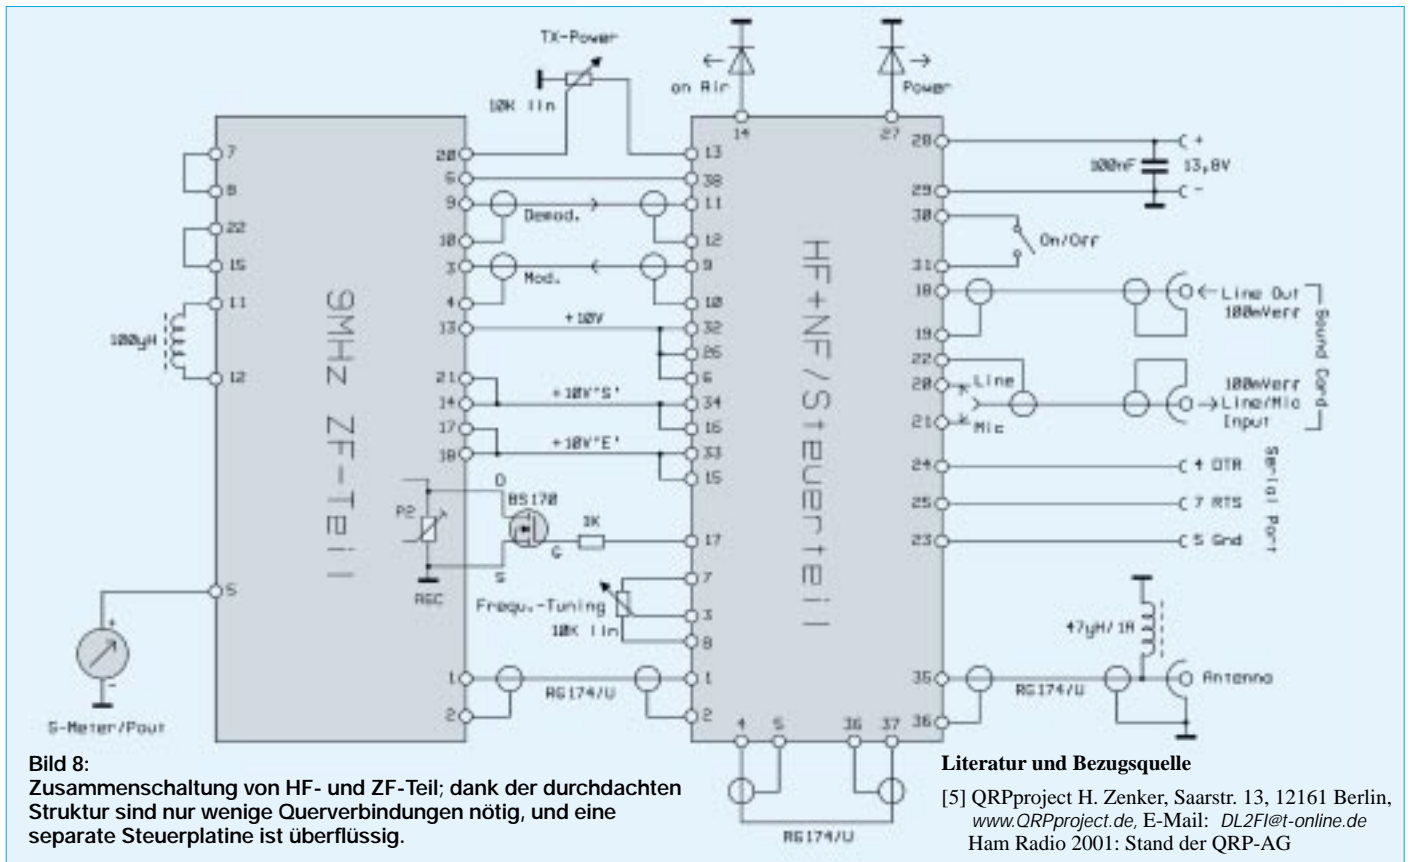 TX-Power
10K lin
on Air
Power
14
27
7
8
22
15
11
100yH
12
5
+
-
S-Meter/Pout
9MHz ZF-Teil
20
6
9
10
3
4
13
21
14
17
18
1
2
Demod.
Mod.
+10V
+10V'S'
+10V'E'
P2
AGC
D
BS170
G
S
1K
Frequ.-Tuning
10K lin
RG174/U
HF+NF/Steuerteil
13
38
11
12
9
10
32
26
6
34
16
33
15
17
7
3
8
1
2
4
5
36
37
RG174/U
28
29
30
31
18
19
22
20
21
24
25
23
35
36
+
100nF
13,8V
-
On/Off
Line Out
100mVerr
Line
Mic
100mVerr
Line/Mic
Input
Sound Card
4 DTR
7 RTS
5 Gnd
Serial Port
47yH/1A
Antenna
RG174/U
Bild 8:
Zusammenschaltung von HF- und ZF-Teil; dank der durchdachten
Struktur sind nur wenige Querverbindungen nötig, und eine
separate Steuerplatine ist überflüssig.
Literatur und Bezugsquelle
[5] QRPproject H. Zenker, Saarstr. 13, 12161 Berlin,
www.QRPproject.de, E-Mail: DL2FI@t-online.de
Ham Radio 2001: Stand der QRP-AG